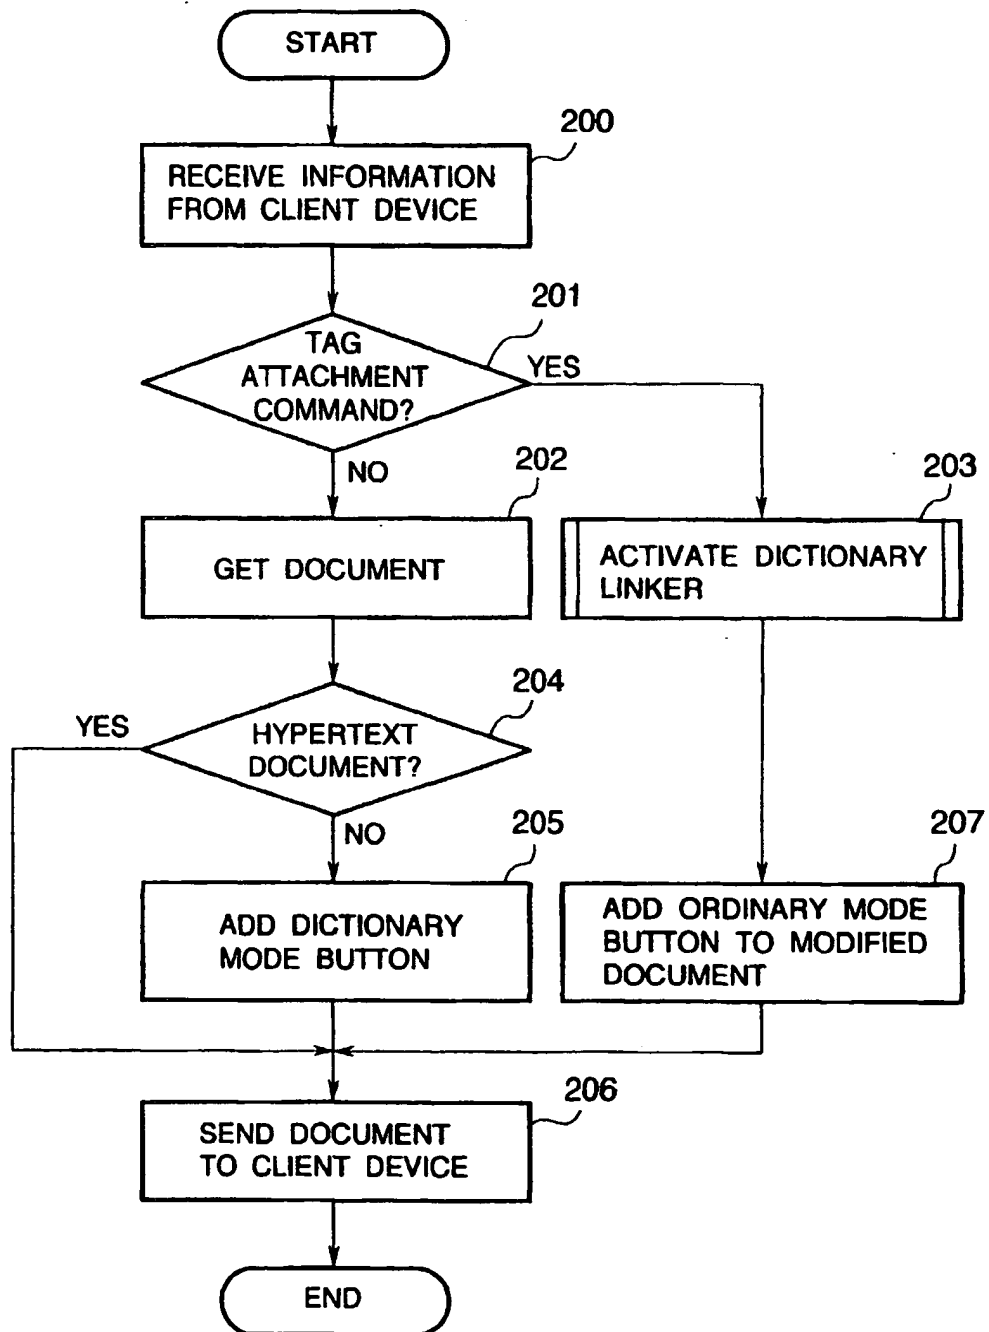 START
200
RECEIVE INFORMATION
FROM CLIENT DEVICE
201
TAG
ATTACHMENT
COMMAND?
YES
NO
202
GET DOCUMENT
203
ACTIVATE DICTIONARY
LINKER
204
YES
HYPERTEXT
DOCUMENT?
NO
205
ADD DICTIONARY
MODE BUTTON
207
ADD ORDINARY MODE
BUTTON TO MODIFIED
DOCUMENT
206
SEND DOCUMENT
TO CLIENT DEVICE
END